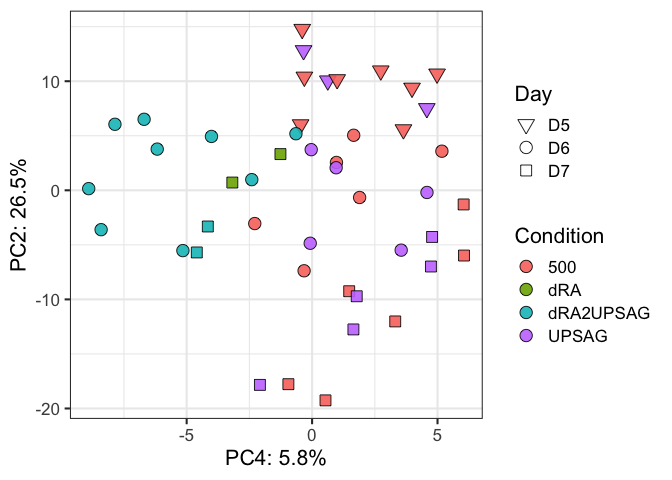 10
0
-10
-20
PC2: 26.5%
-5
0
5
PC4: 5.8%
Day
D5
D6
D7
Condition
500
dRA
dRA2UPSAG
UPSAG